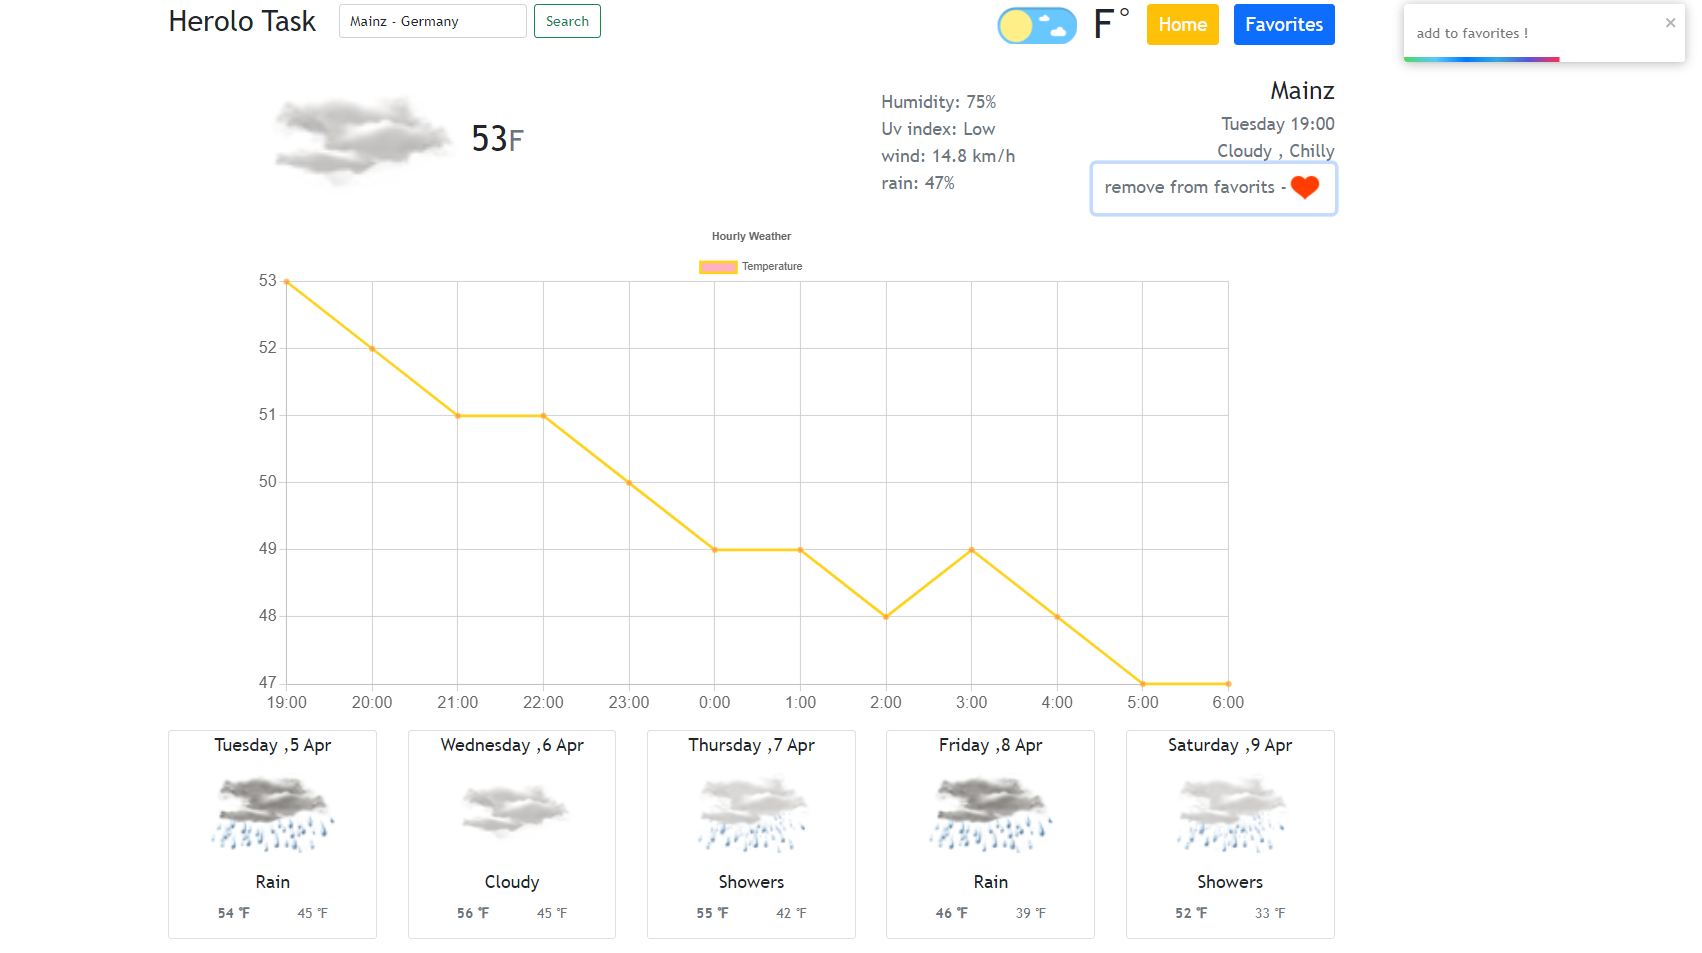 Herolo Task
Mainz - Germany
Search
F°
Home
Favorites
add to favorites !
×
53F
Humidity: 75%
Uv index: Low
wind: 14.8 km/h
rain: 47%
Mainz
Tuesday 19:00
Cloudy , Chilly
remove from favorits -
Hourly Weather
Temperature
53
52
51
50
49
48
47
19:00 20:00 21:00 22:00 23:00 0:00 1:00 2:00 3:00 4:00 5:00 6:00
Tuesday ,5 Apr
Rain
54 °F 45 °F
Wednesday ,6 Apr
Cloudy
56 °F 45 °F
Thursday ,7 Apr
Showers
55 °F 42 °F
Friday ,8 Apr
Rain
46 °F 39 °F
Saturday ,9 Apr
Showers
52 °F 33 °F